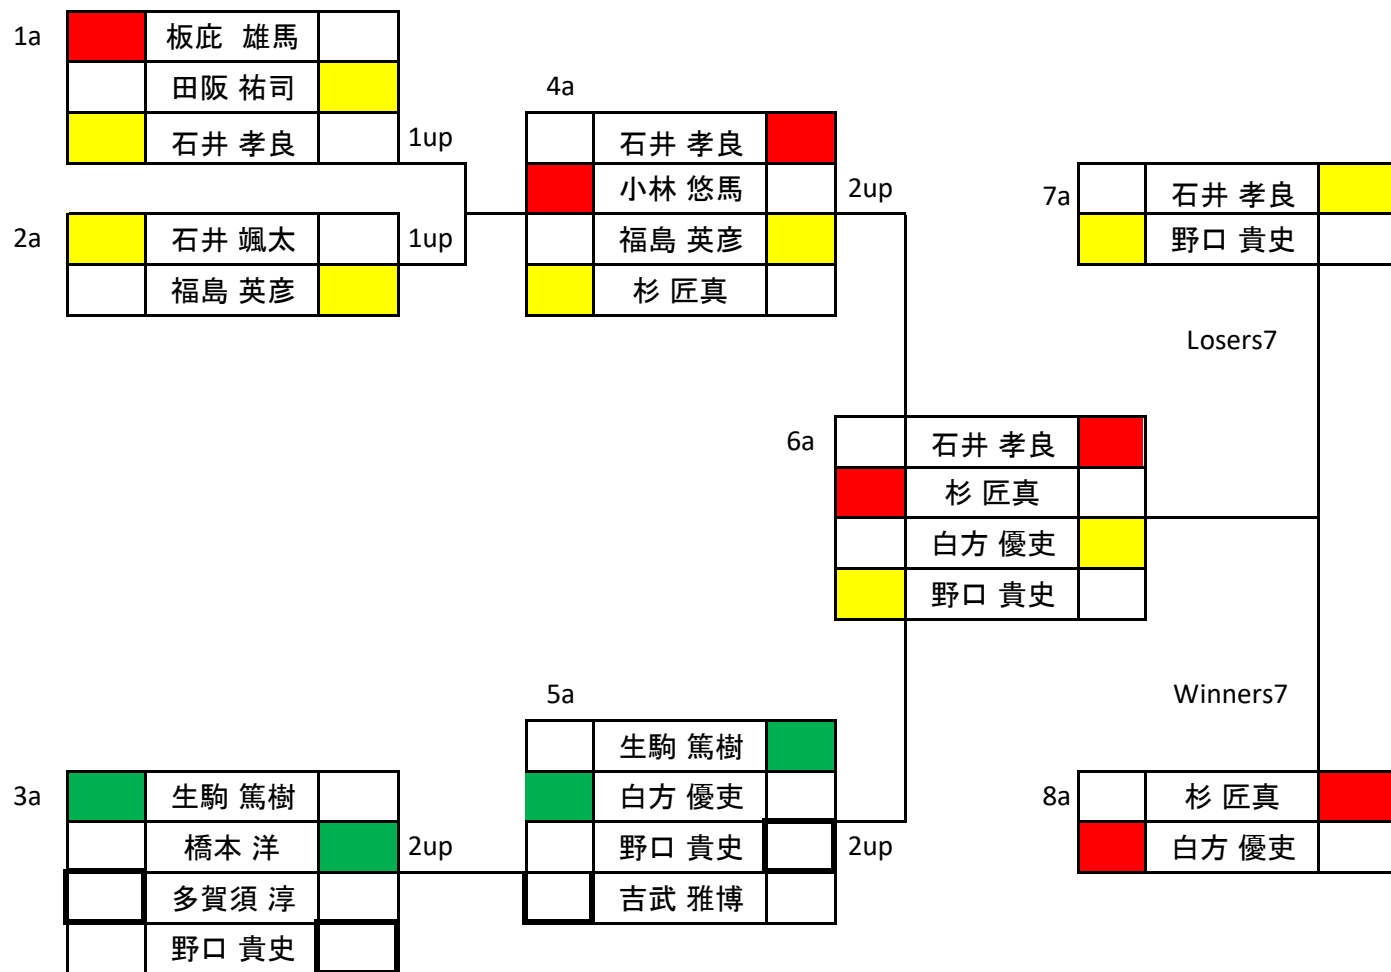 1a
板庇 雄馬
田阪 祐司
石井 孝良
1up
2a
石井 颯太
1up
福島 英彦
4a
石井 孝良
小林 悠馬
2up
福島 英彦
杉 匠真
7a
石井 孝良
野口 貴史
Losers7
6a
石井 孝良
杉 匠真
白方 優吏
野口 貴史
Winners7
3a
生駒 篤樹
橋本 洋
2up
多賀須 淳
野口 貴史
5a
生駒 篤樹
白方 優吏
野口 貴史
2up
吉武 雅博
8a
杉 匠真
白方 優吏